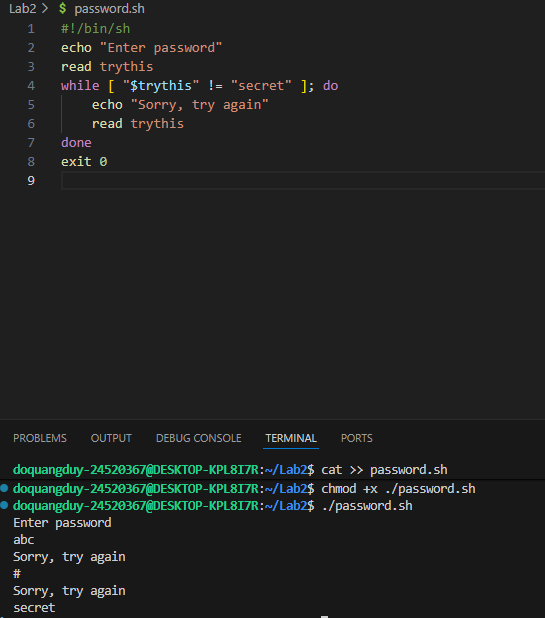 Lab2 > $ password.sh
1 #!/bin/sh
2 echo "Enter password"
3 read trythis
4 while [ "$trythis" != "secret" ]; do
5     echo "Sorry, try again"
6     read trythis
7 done
8 exit 0
9
PROBLEMS OUTPUT DEBUG CONSOLE TERMINAL PORTS
doquangduy-24520367@DESKTOP-KPL8I7R:~/Lab2$ cat >> password.sh
doquangduy-24520367@DESKTOP-KPL8I7R:~/Lab2$ chmod +x ./password.sh
doquangduy-24520367@DESKTOP-KPL8I7R:~/Lab2$ ./password.sh
Enter password
abc
Sorry, try again
#
Sorry, try again
secret